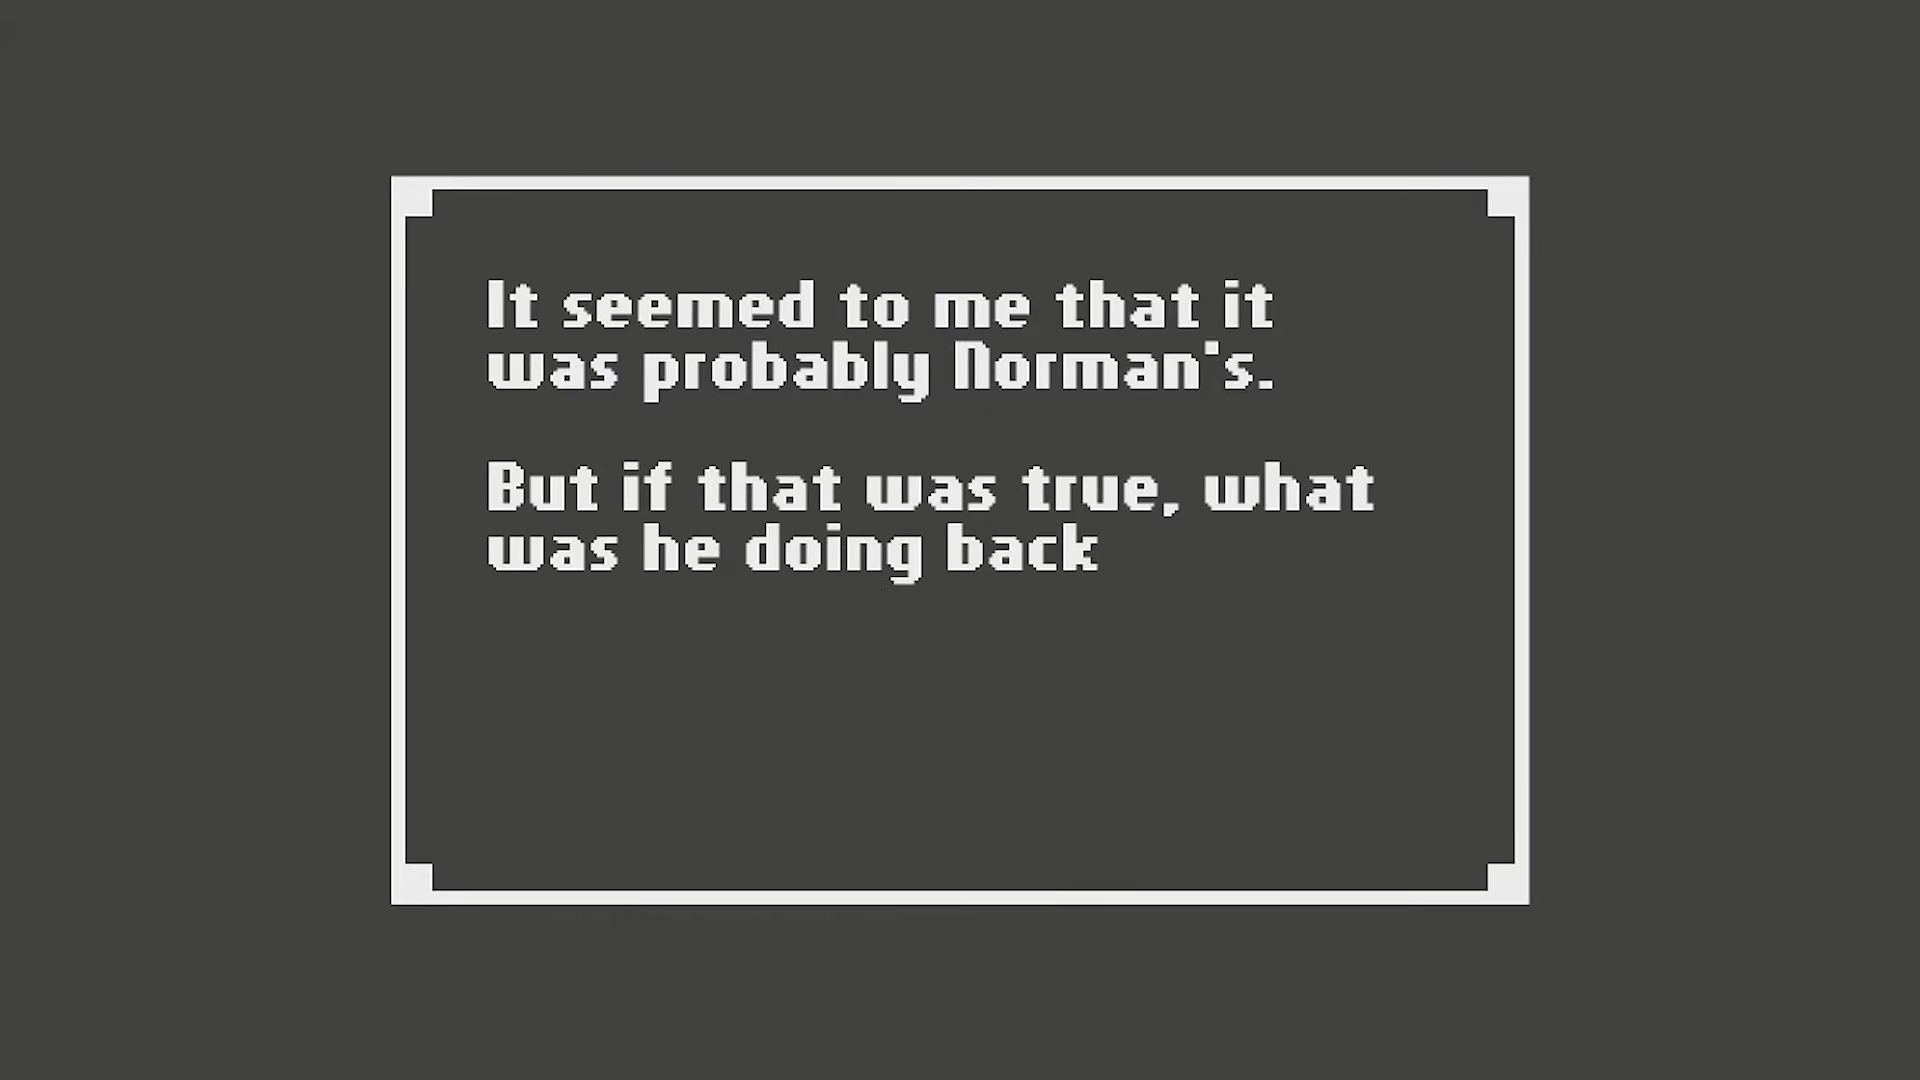 It seemed to me that it
was probably Norman's.
But if that was true, what
was he doing back